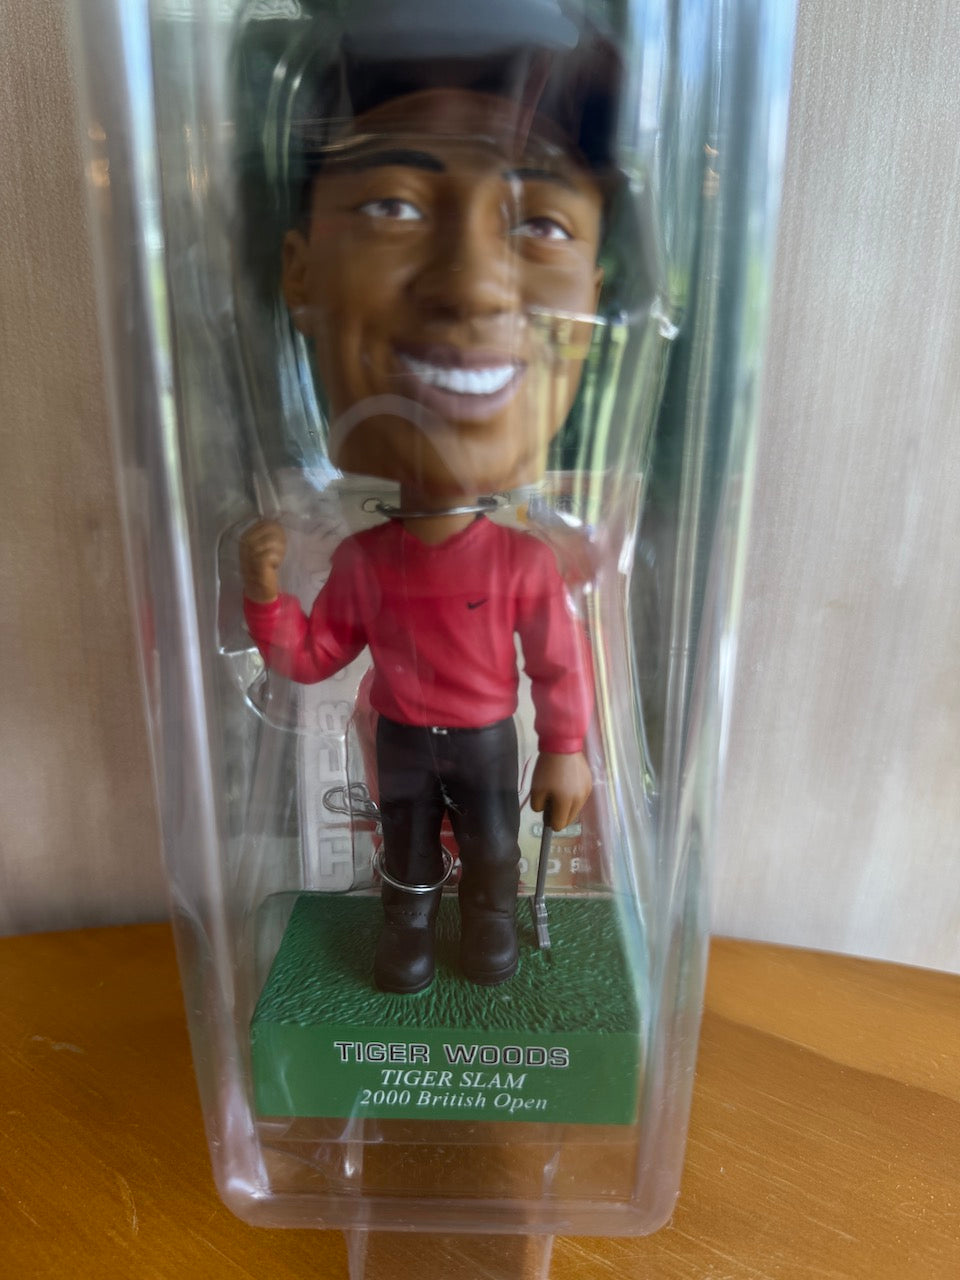 TIGER WOODS
TIGER SLAM
2000 British Open